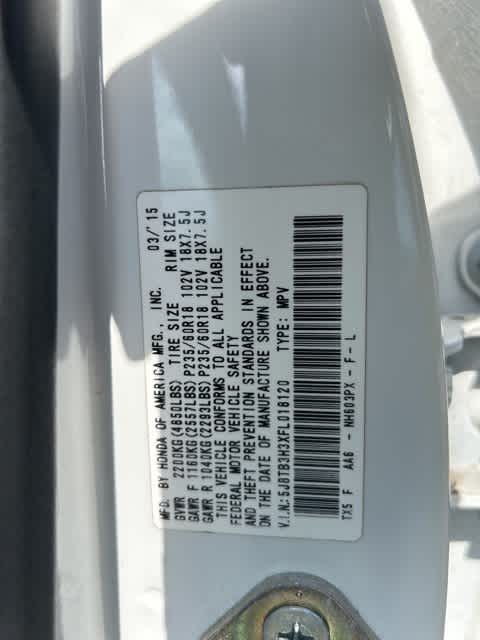 MFD. BY HONDA OF AMERICA MFG., INC. 03/'15
GVWR 2200KG(4850LBS) TIRE SIZE RIM SIZE
GAWR F 1160KG(2557LBS) P235/60R18 102V 18X7.5J
GAWR R 1040KG(2293LBS) P235/60R18 102V 18X7.5J
THIS VEHICLE CONFORMS TO ALL APPLICABLE
FEDERAL MOTOR VEHICLE SAFETY
AND THEFT PREVENTION STANDARDS IN EFFECT
ON THE DATE OF MANUFACTURE SHOWN ABOVE.
V.I.N.:5J8TB3H3XFL018120 TYPE: MPV
TX5 F AA6 - NH603PX - F - L